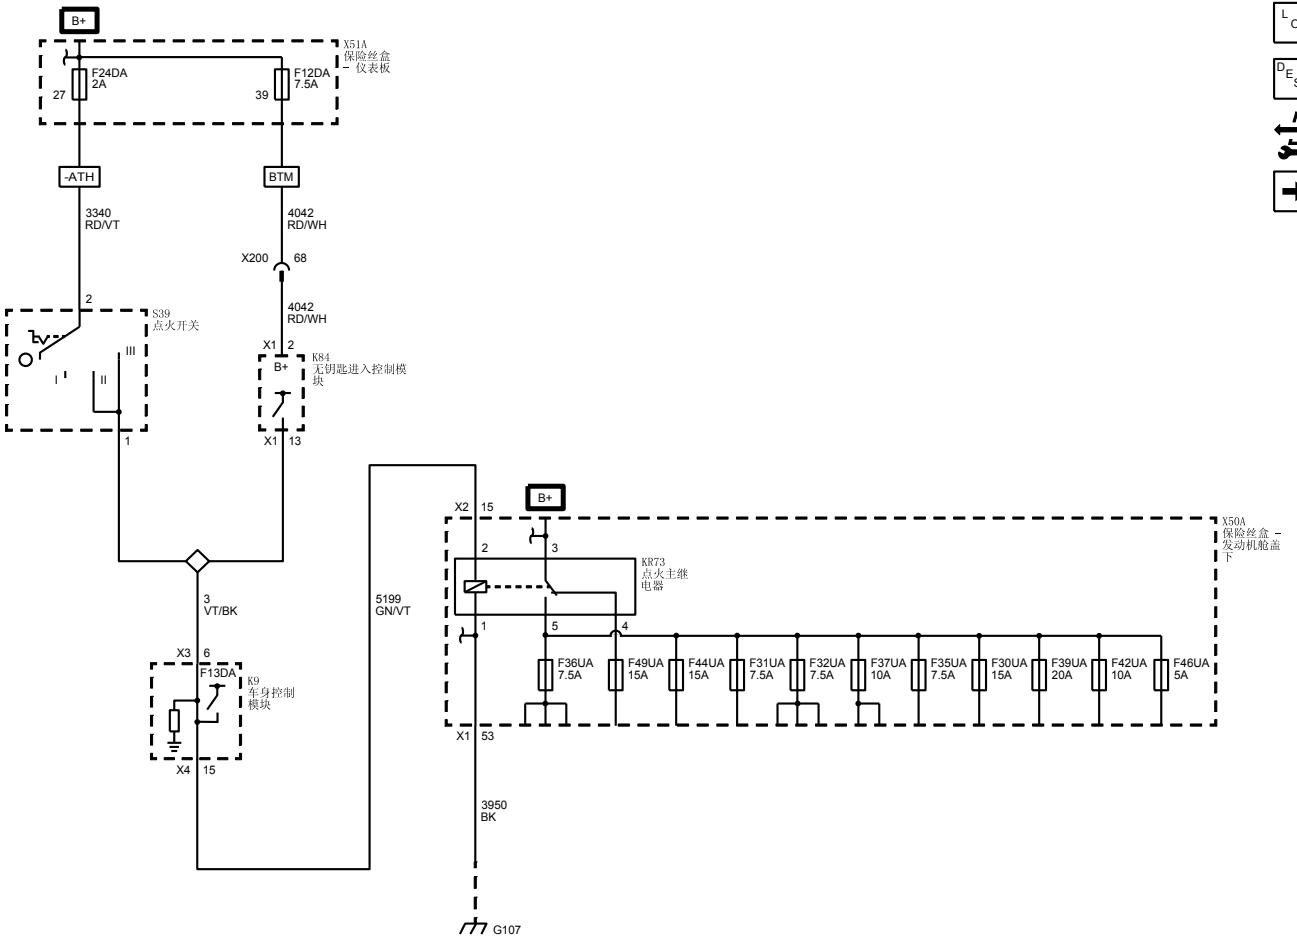 B+
X51A
保险丝盒
- 仪表板
F24DA
2A
27
F12DA
7.5A
39
-ATH
BTM
3340
RD/VT
4042
RD/WH
X200
68
4042
RD/WH
2
S39
点火开关
I
II
III
1
X1
2
B+
K84
无钥匙进入控制模
块
X1
13
3
VT/BK
X3
6
F13DA
K9
车身控制
模块
X4
15
5199
GN/VT
X2
15
B+
X50A
保险丝盒 -
发动机舱盖
下
2
3
KR73
点火主继
电器
1
5
4
F36UA
7.5A
F49UA
15A
F44UA
15A
F31UA
7.5A
F32UA
7.5A
F37UA
10A
F35UA
7.5A
F30UA
15A
F39UA
20A
F42UA
10A
F46UA
5A
X1
53
3950
BK
G107
L
D
E